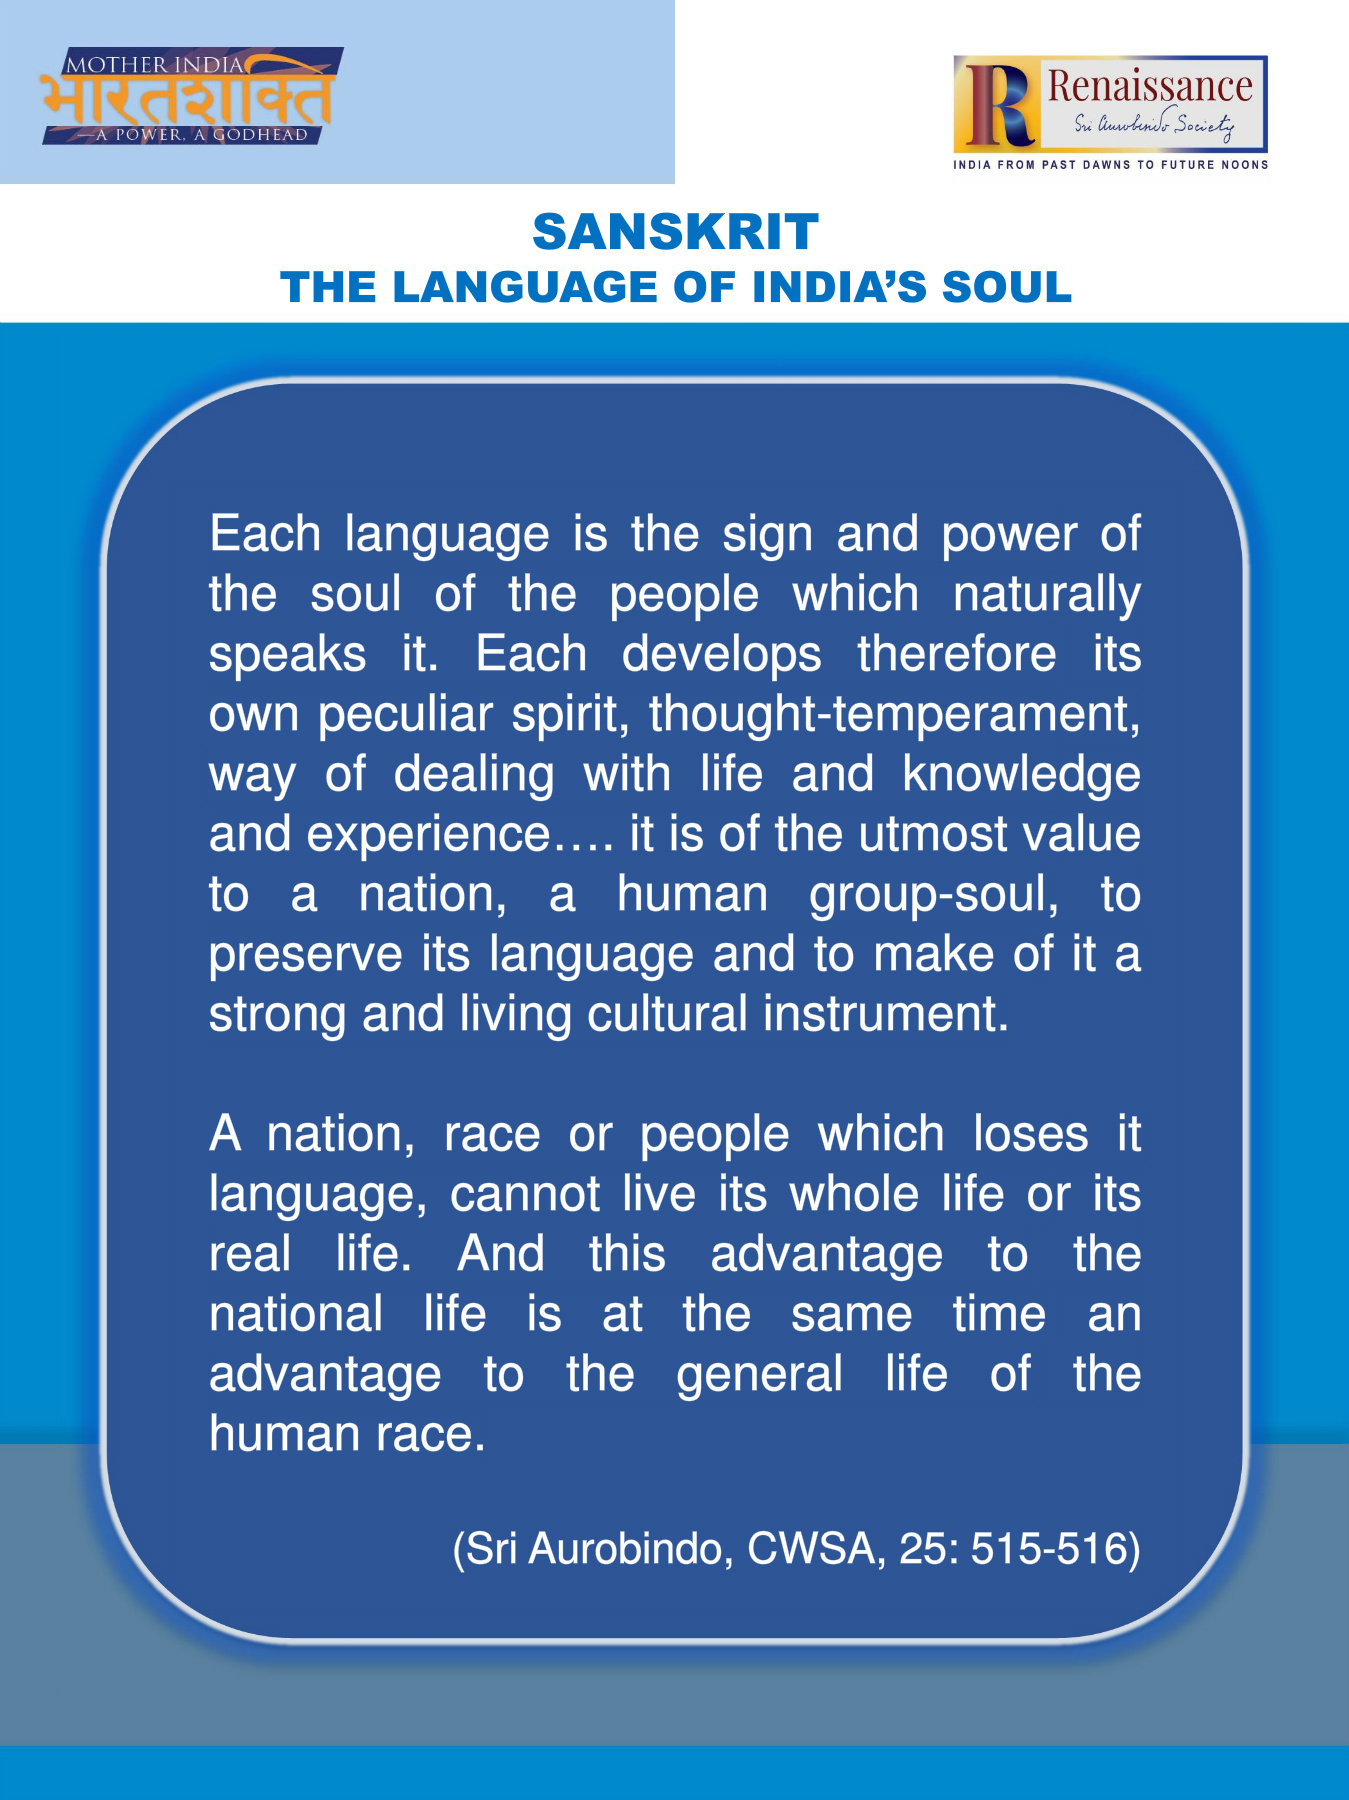 MOTHER INDIA
भारतशक्ति
A POWER, A GODHEAD
Renaissance
Sri Aurobindo Society
INDIA FROM PAST DAWNS TO FUTURE NOONS
SANSKRIT
THE LANGUAGE OF INDIA’S SOUL
Each language is the sign and power of
the soul of the people which naturally
speaks it. Each develops therefore its
own peculiar spirit, thought-temperament,
way of dealing with life and knowledge
and experience…. it is of the utmost value
to a nation, a human group-soul, to
preserve its language and to make of it a
strong and living cultural instrument.
A nation, race or people which loses it
language, cannot live its whole life or its
real life. And this advantage to the
national life is at the same time an
advantage to the general life of the
human race.
(Sri Aurobindo, CWSA, 25: 515-516)